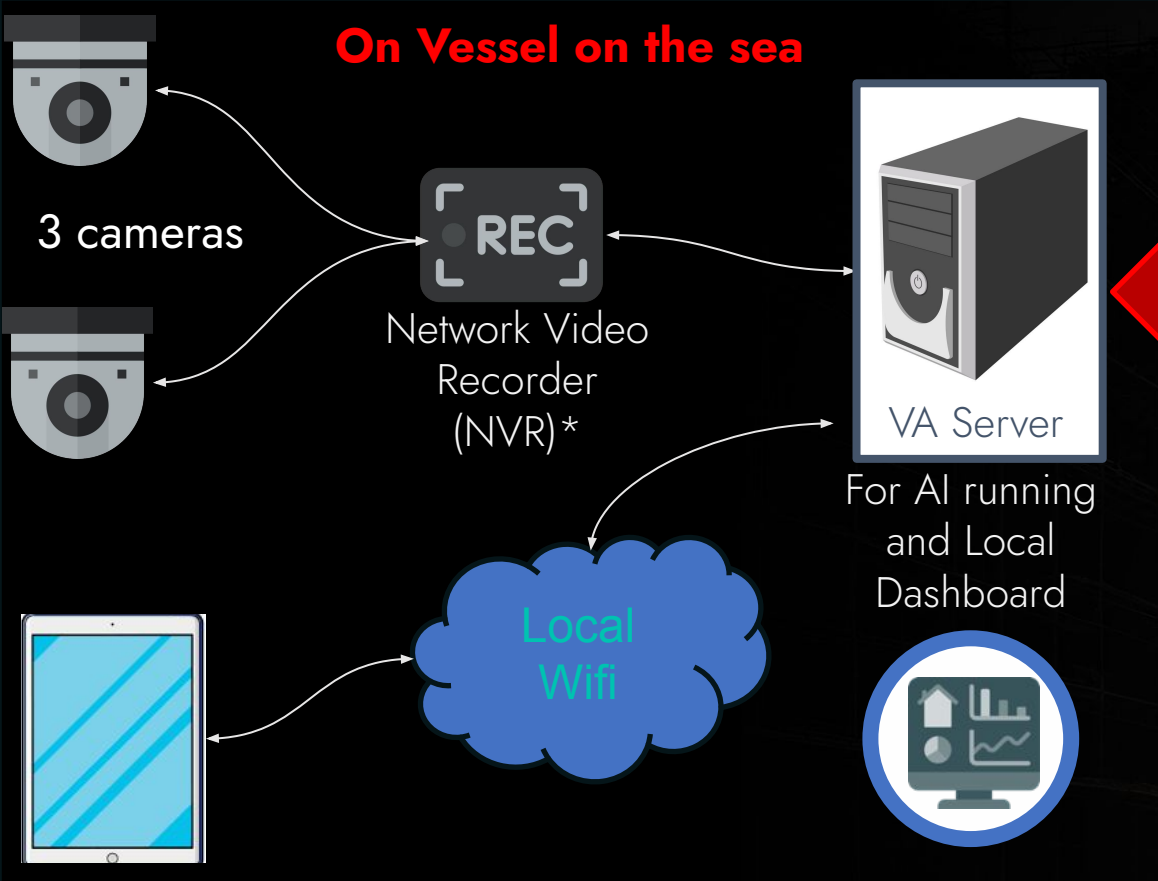 On Vessel on the sea
3 cameras
REC
Network Video
Recorder
(NVR)*
VA Server
For AI running
and Local
Dashboard
Local
Wifi